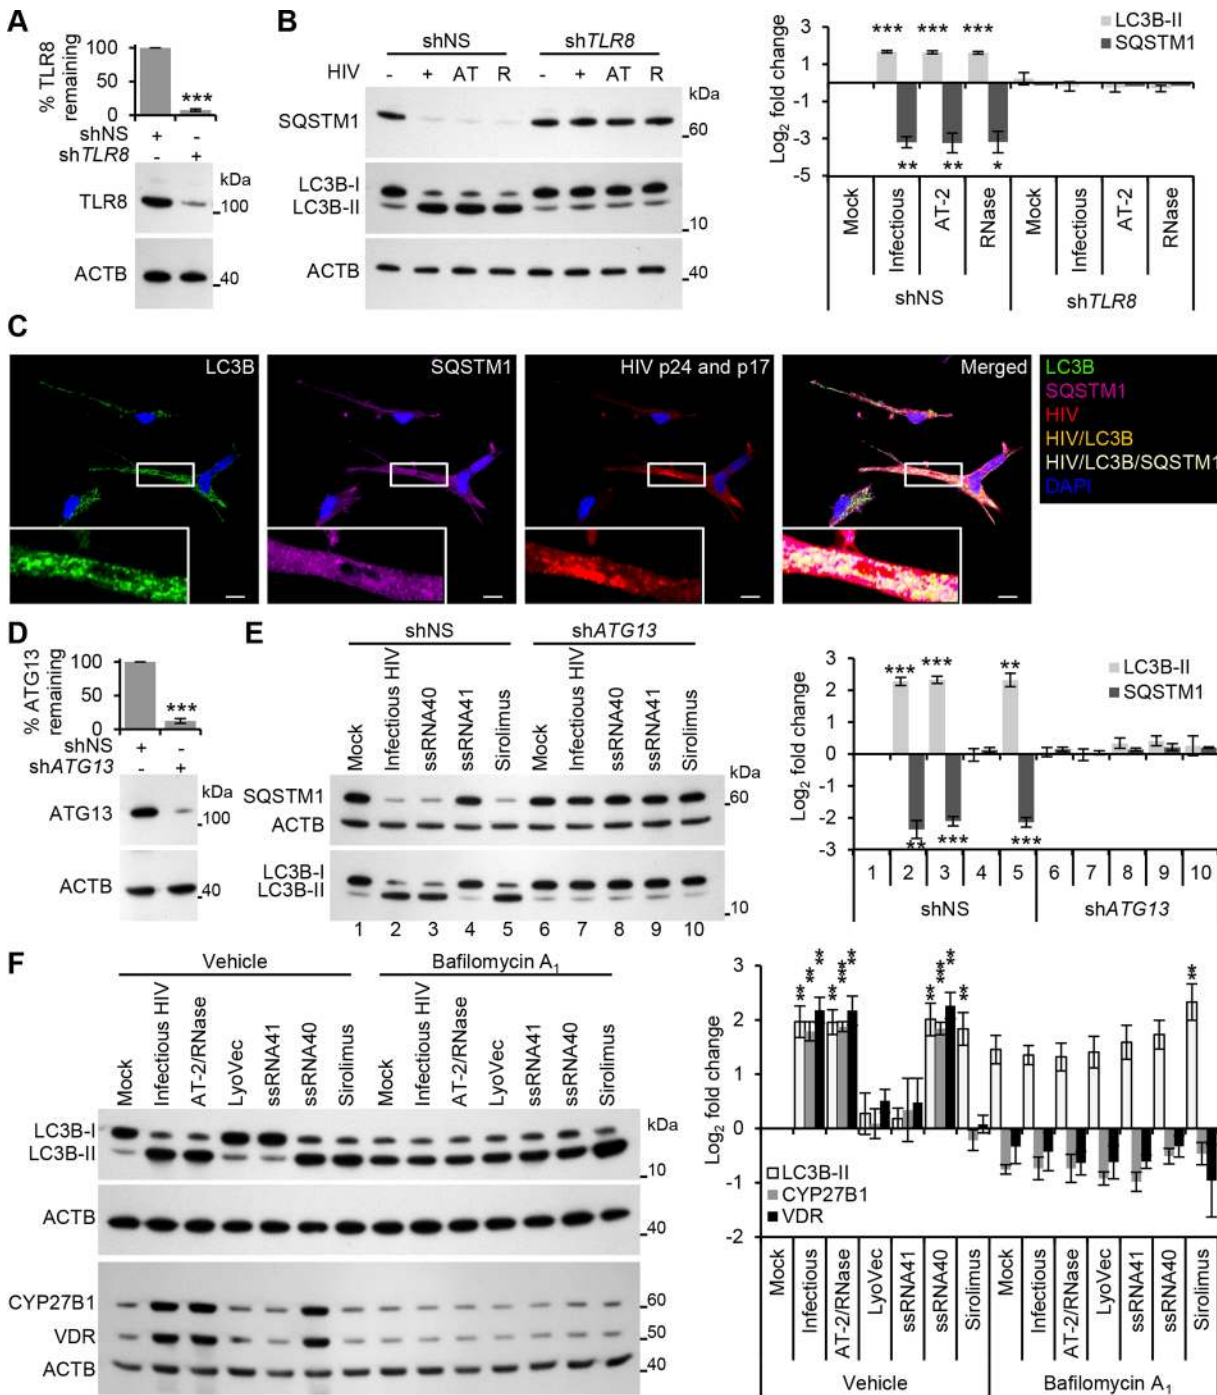 A
% TLR8
remaining
100
50
0
***
shNS + -
shTLR8 - +
kDa
TLR8
100
ACTB
40
B
shNS shTLR8
HIV - + AT R - + AT R
kDa
SQSTM1
60
LC3B-I
LC3B-II
10
ACTB
40
LC3B-II
SQSTM1
Log2 fold change
3
1
-1
-3
-5
*** *** ***
** ** *
Mock Infectious AT-2 RNase Mock Infectious AT-2 RNase
shNS shTLR8
C
LC3B SQSTM1 HIV p24 and p17 Merged
LC3B
SQSTM1
HIV
HIV/LC3B
HIV/LC3B/SQSTM1
DAPI
D
% ATG13
remaining
100
50
0
***
shNS + -
shATG13 - +
kDa
ATG13
100
ACTB
40
E
shNS shATG13
Mock Infectious HIV ssRNA40 ssRNA41 Sirolimus Mock Infectious HIV ssRNA40 ssRNA41 Sirolimus
kDa
SQSTM1
60
ACTB
LC3B-I
LC3B-II
10
1 2 3 4 5 6 7 8 9 10
LC3B-II
SQSTM1
Log2 fold change
3
2
1
0
-1
-2
-3
*** *** **
** *** ***
1 2 3 4 5 6 7 8 9 10
shNS shATG13
F
Vehicle Bafilomycin A1
Mock Infectious HIV AT-2/RNase LyoVec ssRNA41 ssRNA40 Sirolimus Mock Infectious HIV AT-2/RNase LyoVec ssRNA41 ssRNA40 Sirolimus
kDa
LC3B-I
LC3B-II
10
ACTB
40
CYP27B1
60
VDR
50
ACTB
40
Log2 fold change
3
2
1
0
-1
-2
** ** ** ** *** ** ** *** ** ** **
LC3B-II
CYP27B1
VDR
Mock Infectious AT-2/RNase LyoVec ssRNA41 ssRNA40 Sirolimus Mock Infectious AT-2/RNase LyoVec ssRNA41 ssRNA40 Sirolimus
Vehicle Bafilomycin A1